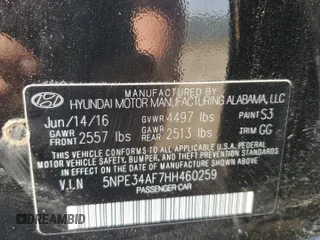 MANUFACTURED BY
HYUNDAI MOTOR MANUFACTURING ALABAMA, LLC
Jun/14/16 GVWR 4497 lbs PAINT S3
GAWR FRONT 2557 lbs GAWR REAR 2513 lbs TRIM GG
THIS VEHICLE CONFORMS TO ALL APPLICABLE U.S.A. FEDERAL
MOTOR VEHICLE SAFETY, BUMPER, AND THEFT PREVENTION
STANDARDS IN EFFECT ON THE DATE OF MANUFACTURE SHOWN ABOVE.
V.I.N 5NPE34AF7HH460259
PASSENGER CAR